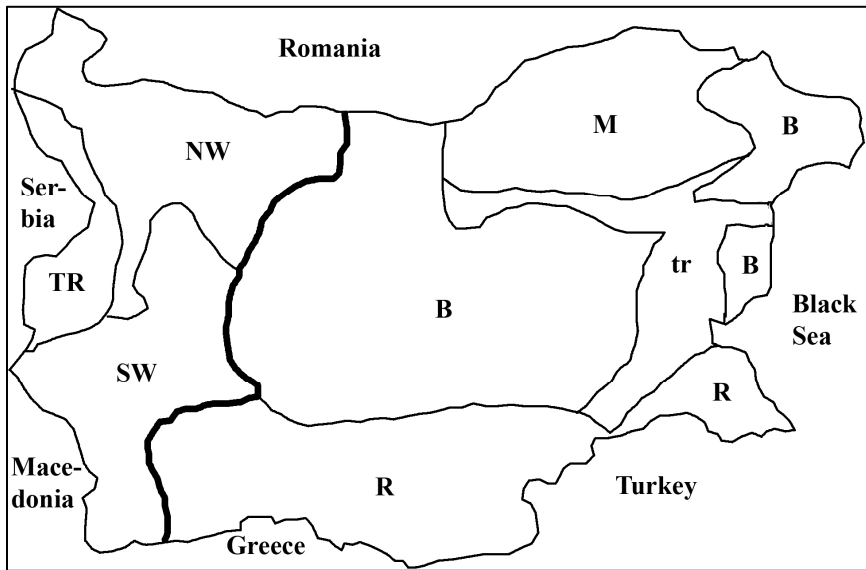 Romania
M
B
NW
Ser-
bia
TR
tr
B
B
Black
Sea
SW
R
Mace-
donia
R
Turkey
Greece